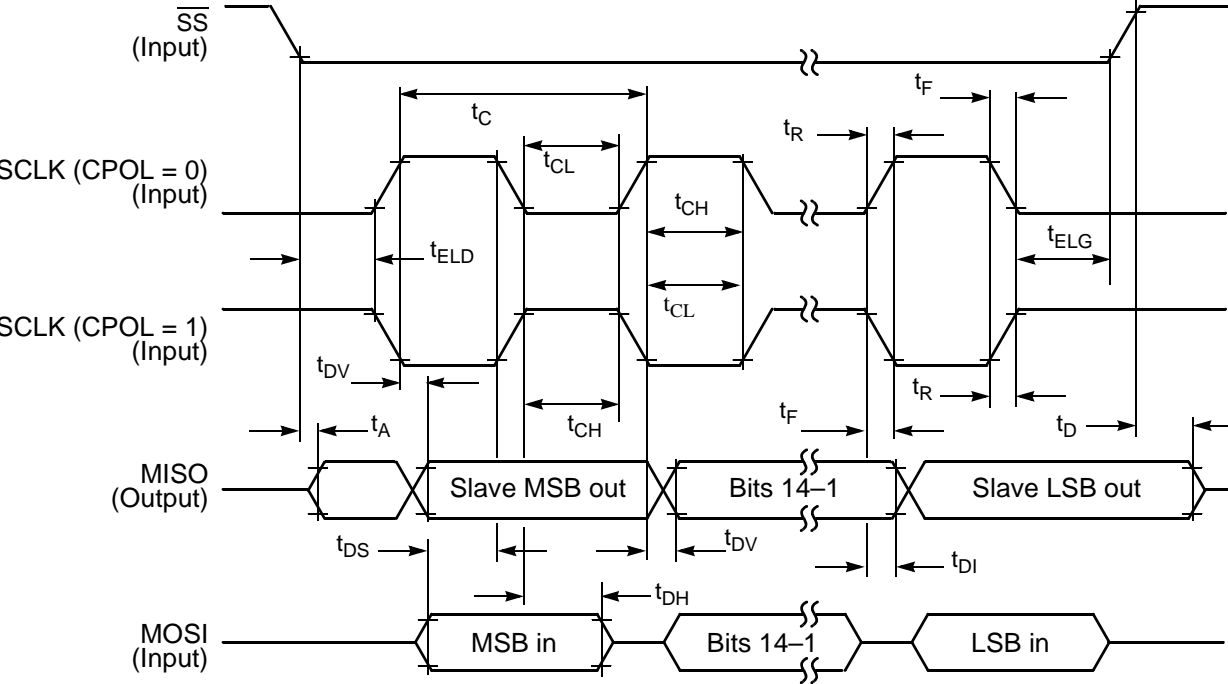 SS
(Input)
t_F
t_C
t_R
t_CL
SCLK (CPOL = 0)
(Input)
t_CH
t_ELD
t_ELG
t_CL
SCLK (CPOL = 1)
(Input)
t_DV
t_R
t_A
t_CH
t_F
t_D
MISO
(Output)
Slave MSB out
Bits 14–1
Slave LSB out
t_DS
t_DV
t_DI
t_DH
MOSI
(Input)
MSB in
Bits 14–1
LSB in